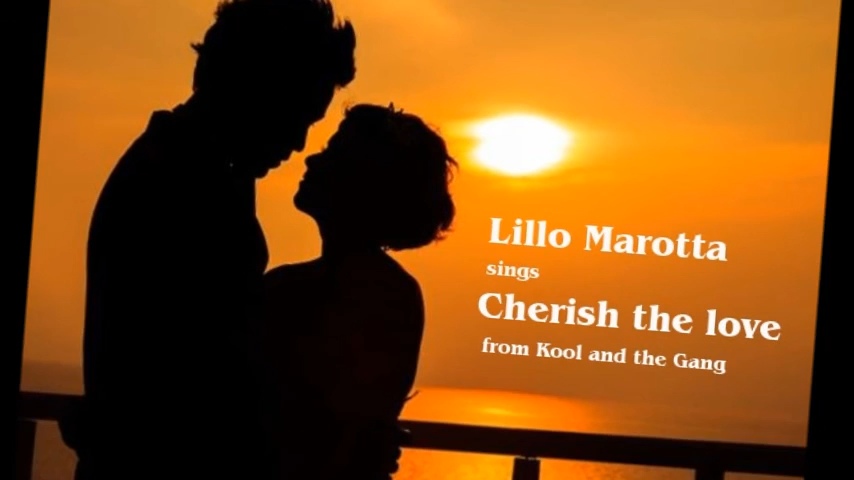 Lillo Marotta
sings
Cherish the love
from Kool and the Gang